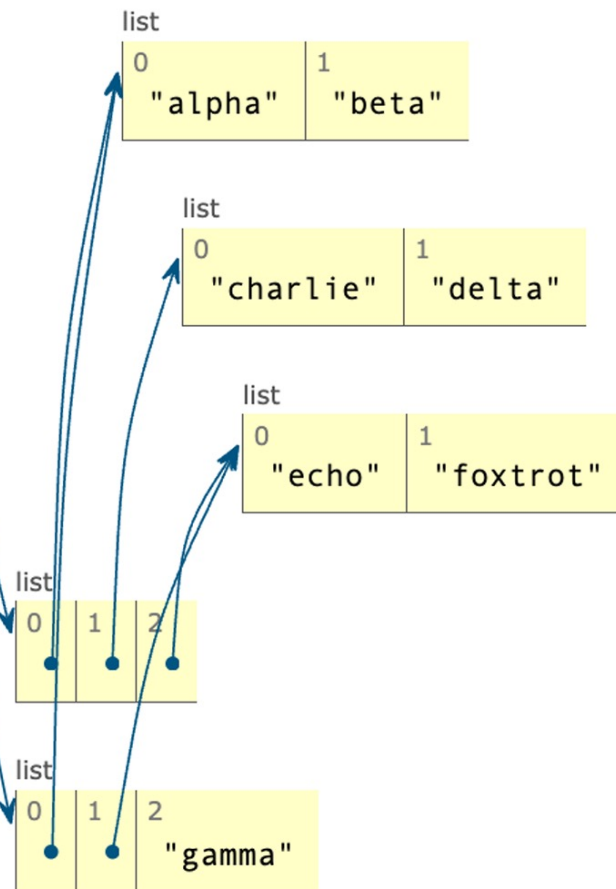 list
0 1
"alpha" "beta"
list
0 1
"charlie" "delta"
list
0 1
"echo" "foxtrot"
list
0 1 2
list
0 1 2
"gamma"